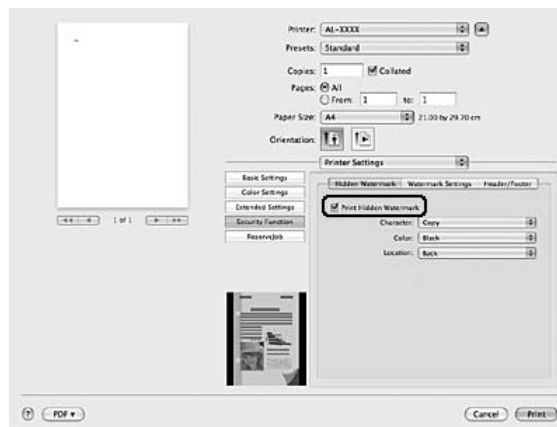 Printer: AL-XXXX
Presets: Standard
Copies: 1 Collated
Pages: All
From: 1 to: 1
Paper Size: A4 21.00 by 29.70 cm
Orientation:
Printer Settings
Basic Settings
Color Settings
Extended Settings
Security Function
ReserveJob
Hidden Watermark Watermark Settings Header/Footer
Print Hidden Watermark
Character: Copy
Color: Black
Location: Back
1 of 1
? PDF Cancel Print